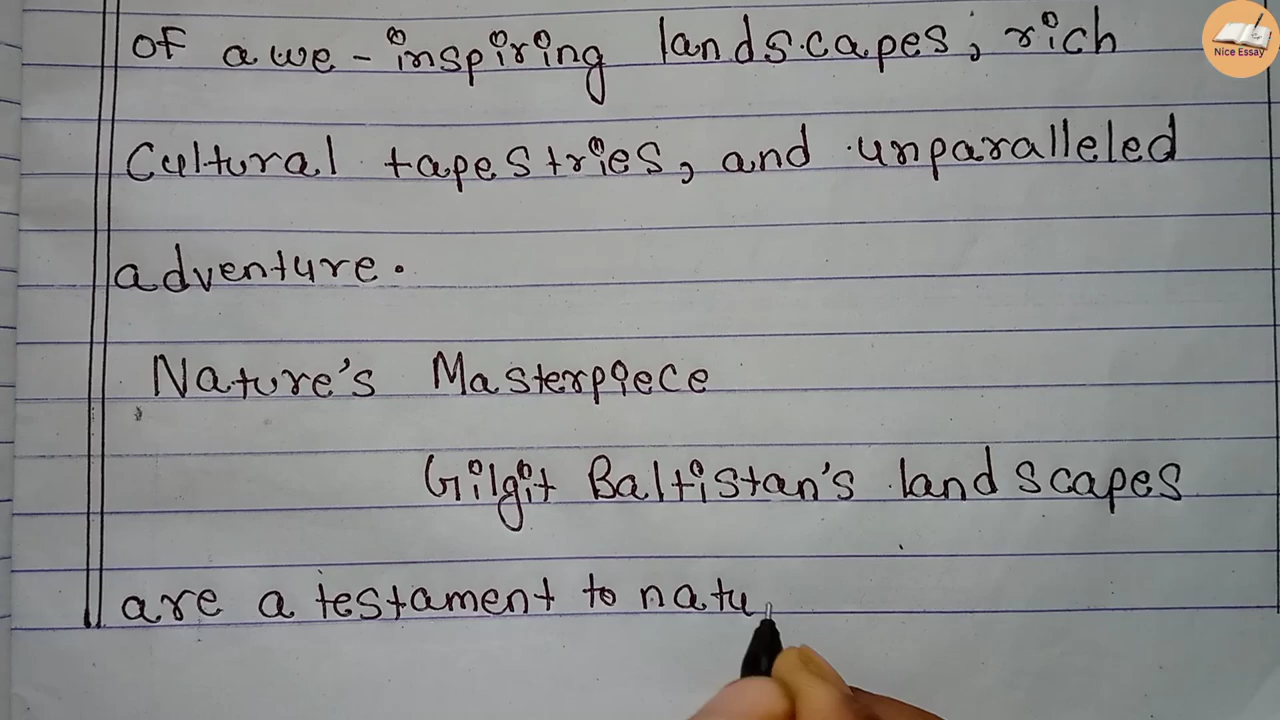 of awe-inspiring landscapes, rich
Cultural tapestries, and unparalleled
adventure.
Nature's Masterpiece
Gilgit Baltistan's landscapes
are a testament to natu
Nice Essay